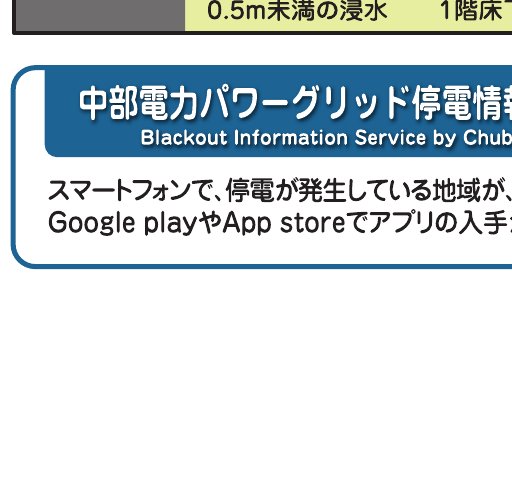 0.5m未満の浸水 1階床下
中部電力パワーグリッド停電情報
Blackout Information Service by Chub
スマートフォンで、停電が発生している地域が、
Google playやApp storeでアプリの入手